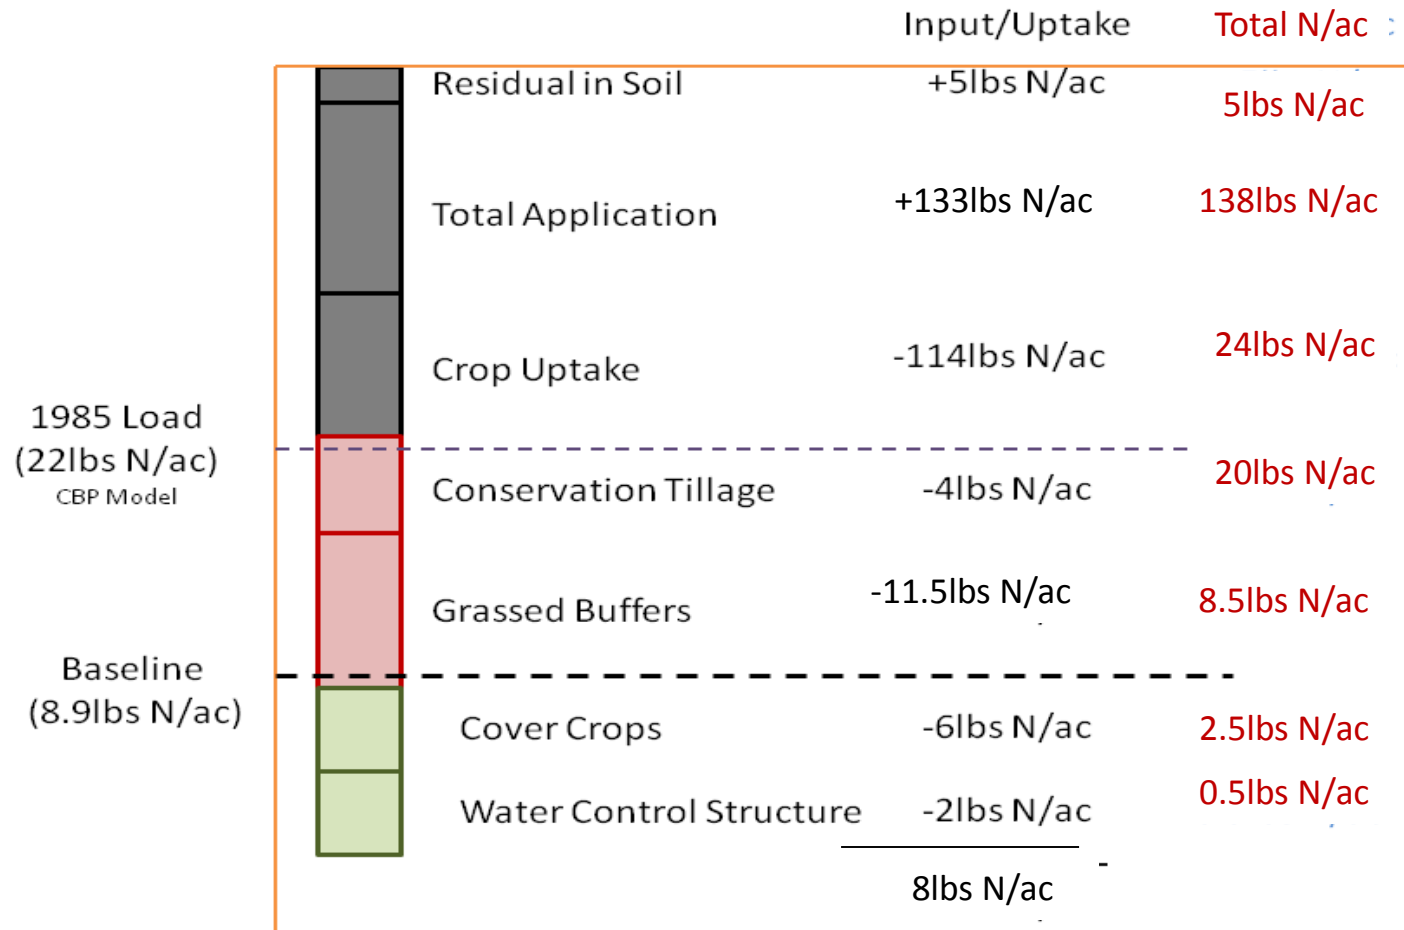 Input/Uptake Total N/ac
Residual in Soil +5lbs N/ac 5lbs N/ac
Total Application +133lbs N/ac 138lbs N/ac
Crop Uptake -114lbs N/ac 24lbs N/ac
1985 Load
(22lbs N/ac)
CBP Model
Conservation Tillage -4lbs N/ac 20lbs N/ac
Grassed Buffers -11.5lbs N/ac 8.5lbs N/ac
Baseline
(8.9lbs N/ac)
Cover Crops -6lbs N/ac 2.5lbs N/ac
Water Control Structure -2lbs N/ac 0.5lbs N/ac
8lbs N/ac